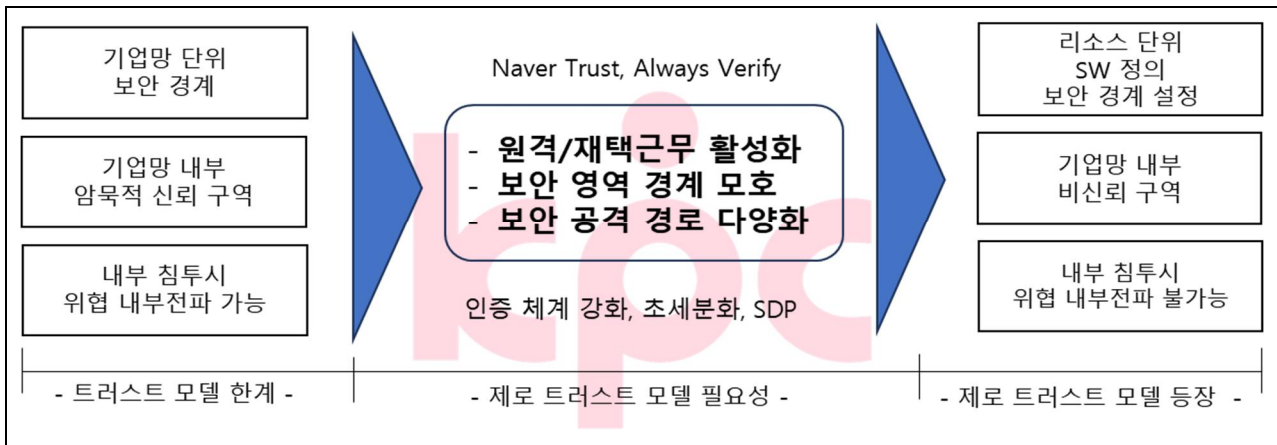 기업망 단위
보안 경계
기업망 내부
암묵적 신뢰 구역
내부 침투시
위협 내부전파 가능
- 트러스트 모델 한계 -
Naver Trust, Always Verify
- 원격/재택근무 활성화
- 보안 영역 경계 모호
- 보안 공격 경로 다양화
인증 체계 강화, 초세분화, SDP
- 제로 트러스트 모델 필요성 -
리소스 단위
SW 정의
보안 경계 설정
기업망 내부
비신뢰 구역
내부 침투시
위협 내부전파 불가능
- 제로 트러스트 모델 등장 -
kpc